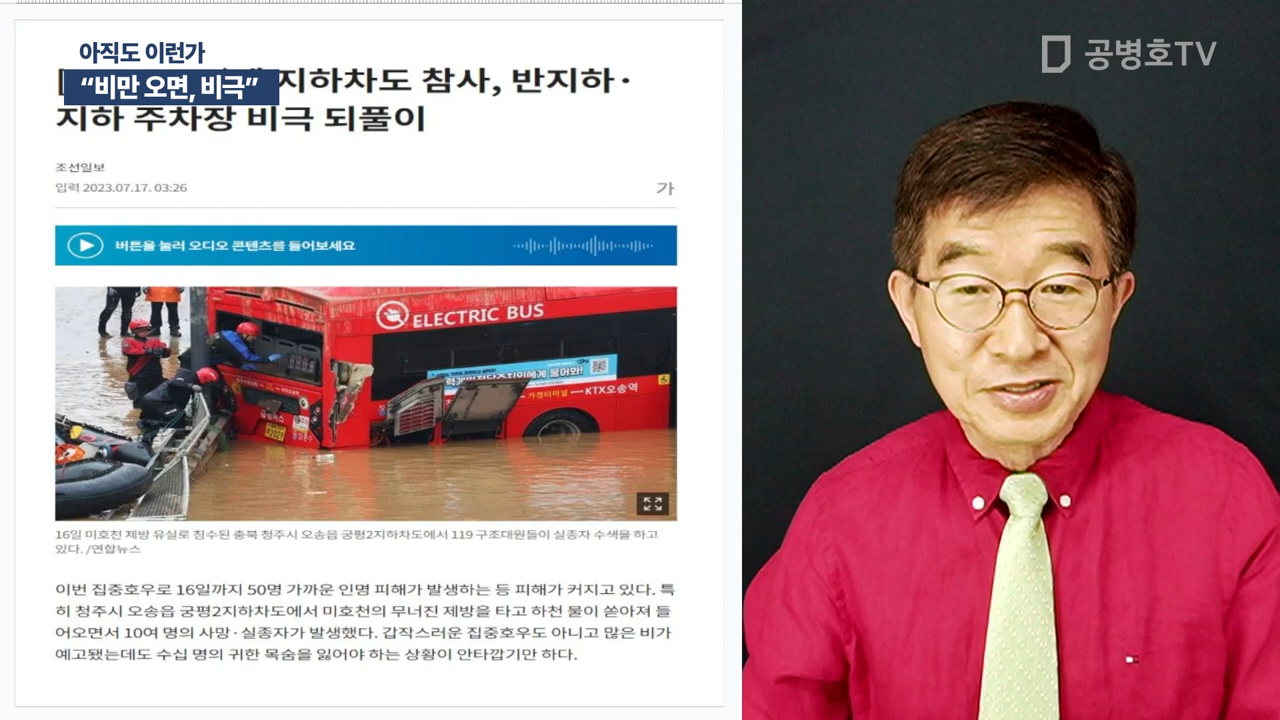 아직도 이런가
“비만 오면, 비극”
지하차도 참사, 반지하·
지하 주차장 비극 되풀이
조선일보
입력 2023.07.17. 03:26
가
버튼을 눌러 오디오 콘텐츠를 들어보세요
ELECTRIC BUS
물어봐!
가경터미널 KTX오송역
16일 미호천 제방 유실로 침수된 충북 청주시 오송읍 궁평2지하차도에서 119 구조대원들이 실종자 수색을 하고
있다. /연합뉴스
이번 집중호우로 16일까지 50명 가까운 인명 피해가 발생하는 등 피해가 커지고 있다. 특
히 청주시 오송읍 궁평2지하차도에서 미호천의 무너진 제방을 타고 하천 물이 쏟아져 들
어오면서 10여 명의 사망·실종자가 발생했다. 갑작스러운 집중호우도 아니고 많은 비가
예고됐는데도 수십 명의 귀한 목숨을 잃어야 하는 상황이 안타깝기만 하다.
공병호TV